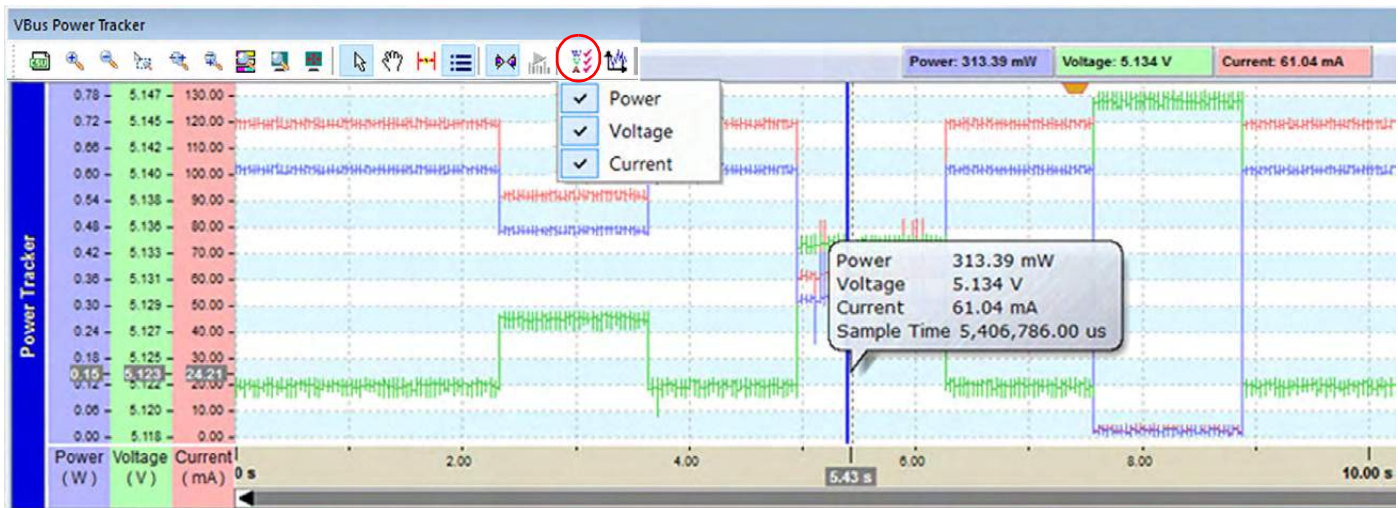 VBus Power Tracker
CSV
Power: 313.39 mW Voltage: 5.134 V Current: 61.04 mA
Power
Voltage
Current
Power Tracker
0.78 5.147 130.00
0.72 5.145 120.00
0.66 5.142 110.00
0.60 5.140 100.00
0.54 5.138 90.00
0.48 5.136 80.00
0.42 5.133 70.00
0.36 5.131 60.00
0.30 5.129 50.00
0.24 5.127 40.00
0.18 5.125 30.00
0.15 5.123 24.21
0.12 5.122 20.00
0.06 5.120 10.00
0.00 5.118 0.00
Power Voltage Current
(W) (V) (mA)
Power 313.39 mW
Voltage 5.134 V
Current 61.04 mA
Sample Time 5,406,786.00 us
0 s 2.00 4.00 5.43 s 6.00 8.00 10.00 s